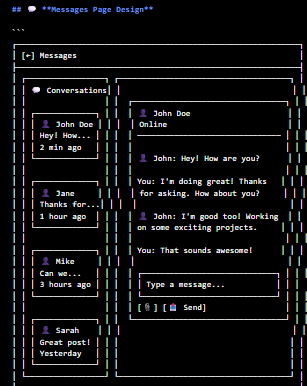 ## 💬 **Messages Page Design**
```
[←] Messages
💬 Conversations
👤 John Doe
Hey! How...
2 min ago
👤 Jane
Thanks for...
1 hour ago
👤 Mike
Can we...
3 hours ago
👤 Sarah
Great post!
Yesterday
👤 John Doe
Online
👤 John: Hey! How are you?
You: I'm doing great! Thanks
for asking. How about you?
👤 John: I'm good too! Working
on some exciting projects.
You: That sounds awesome!
Type a message...
[📎] [📤 Send]